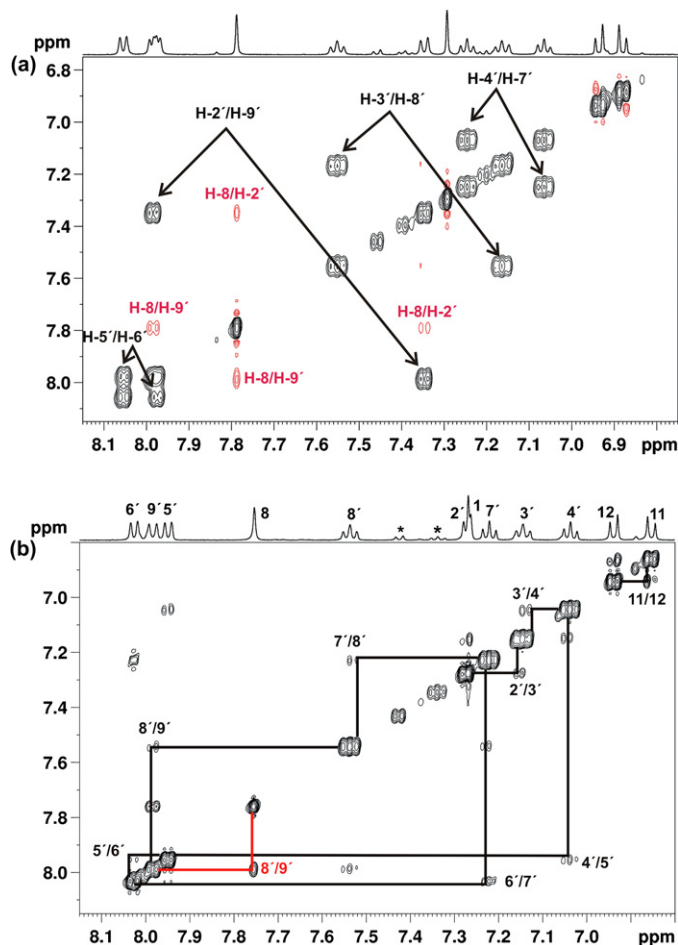 ppm
(a)
6.8
7.0
7.2
7.4
7.6
7.8
8.0
H-4´/H-7´
H-3´/H-8´
H-2´/H-9´
H-8/H-2´
H-8/H-9´
H-8/H-2´
H-5´/H-6´
H-8/H-9´
8.1 8.0 7.9 7.8 7.7 7.6 7.5 7.4 7.3 7.2 7.1 7.0 6.9
ppm
6´ 9´ 5´ 8 8´ * * 2´ 1 7´ 3´ 4´ 12 11
ppm
(b)
7.0
7.2
7.4
7.6
7.8
8.0
11/12
3´/4´
7´/8´
2´/3´
8´/9´
5´/6´
8´/9´
4´/5´
6´/7´
8.1 8.0 7.9 7.8 7.7 7.6 7.5 7.4 7.3 7.2 7.1 7.0 6.9
ppm